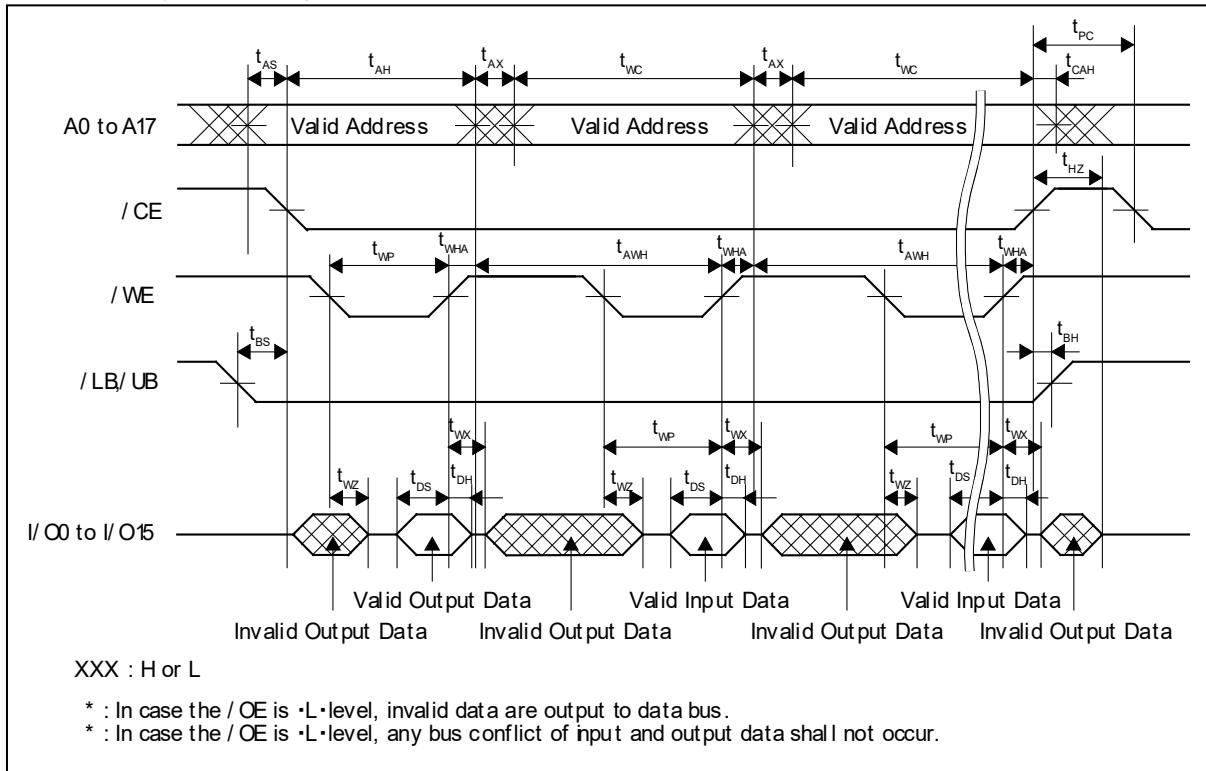 tPC
tAS tAH tAX tWC tAX tWC tCAH
A0 to A17 Valid Address Valid Address Valid Address
tHZ
/CE
tWP tWHA tAWH tWHA tAWH tWHA
/WE
tBS tBH
/LB,/UB
tWX tWP tWX tWP tWX
tWZ tDS tDH tWZ tDS tDH tWZ tDS tDH
I/O0 to I/O15
Valid Output Data Valid Input Data Valid Input Data
Invalid Output Data Invalid Output Data Invalid Output Data Invalid Output Data
XXX : H or L
* : In case the /OE is ･L･level, invalid data are output to data bus.
* : In case the /OE is ･L･level, any bus conflict of input and output data shall not occur.